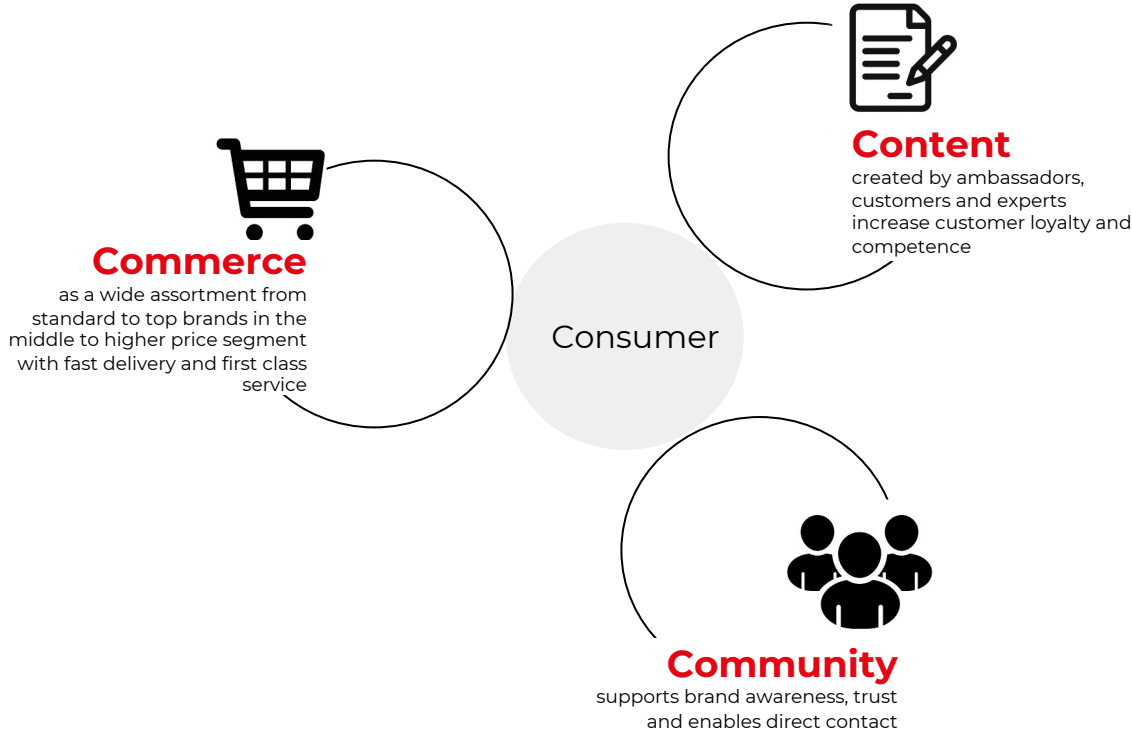 Content
created by ambassadors,
customers and experts
increase customer loyalty and
competence
Commerce
as a wide assortment from
standard to top brands in the
middle to higher price segment
with fast delivery and first class
service
Consumer
Community
supports brand awareness, trust
and enables direct contact